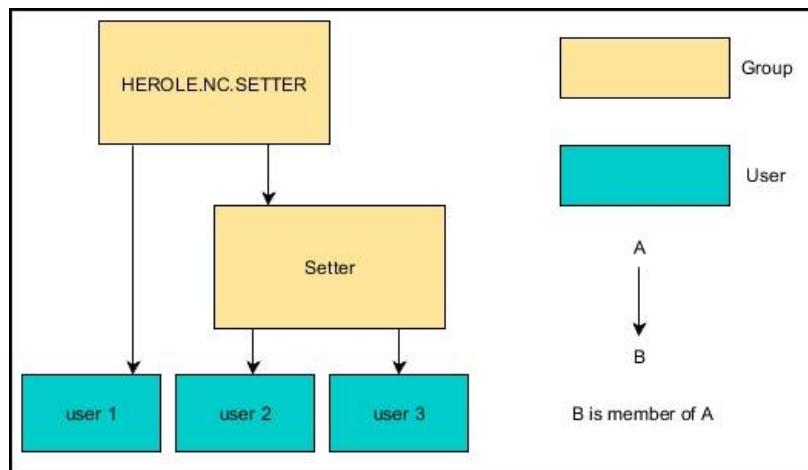 HEROLE.NC.SETTER
Group
User
Setter
A
B
user 1
user 2
user 3
B is member of A